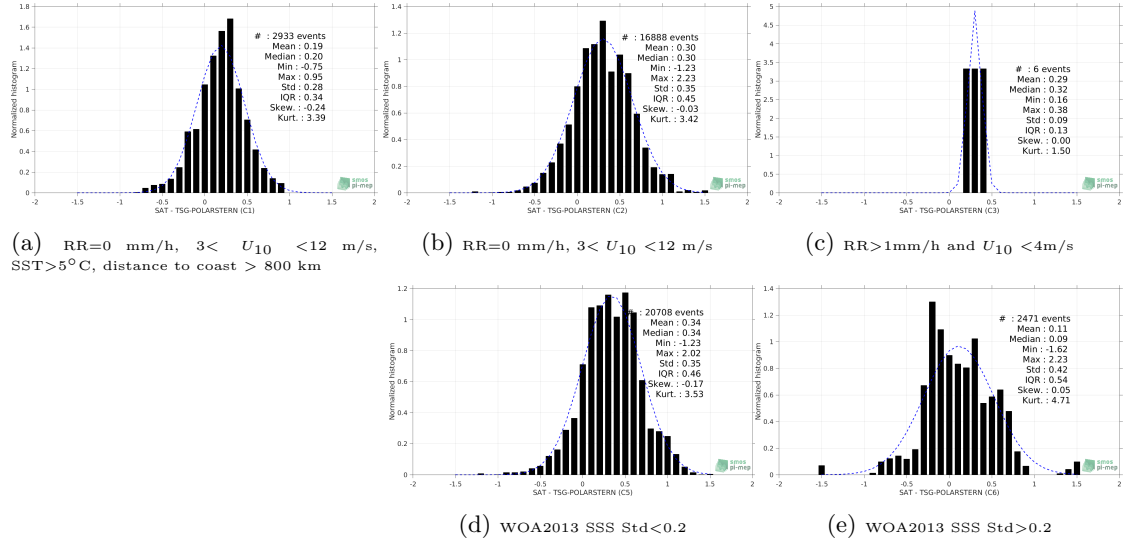 # : 2933 events
Mean : 0.19
Median : 0.20
Min : -0.75
Max : 0.95
Std : 0.28
IQR : 0.34
Skew. : -0.24
Kurt. : 3.39
Normalized histogram
1.8
1.6
1.4
1.2
1
0.8
0.6
0.4
0.2
0
-2 -1.5 -1 -0.5 0 0.5 1 1.5 2
SAT - TSG-POLARSTERN (C1)
smos
pi-mep
(a) RR=0 mm/h, 3< U10 <12 m/s,
SST>5°C, distance to coast > 800 km
# : 16888 events
Mean : 0.30
Median : 0.30
Min : -1.23
Max : 2.23
Std : 0.35
IQR : 0.45
Skew. : -0.03
Kurt. : 3.42
Normalized histogram
1.4
1.2
1
0.8
0.6
0.4
0.2
0
-2 -1.5 -1 -0.5 0 0.5 1 1.5 2
SAT - TSG-POLARSTERN (C2)
smos
pi-mep
(b) RR=0 mm/h, 3< U10 <12 m/s
# : 6 events
Mean : 0.29
Median : 0.32
Min : 0.16
Max : 0.38
Std : 0.09
IQR : 0.13
Skew. : 0.00
Kurt. : 1.50
Normalized histogram
5
4.5
4
3.5
3
2.5
2
1.5
1
0.5
0
-2 -1.5 -1 -0.5 0 0.5 1 1.5 2
SAT - TSG-POLARSTERN (C3)
smos
pi-mep
(c) RR>1mm/h and U10 <4m/s
# : 20708 events
Mean : 0.34
Median : 0.34
Min : -1.23
Max : 2.02
Std : 0.35
IQR : 0.46
Skew. : -0.17
Kurt. : 3.53
Normalized histogram
1.2
1
0.8
0.6
0.4
0.2
0
-2 -1.5 -1 -0.5 0 0.5 1 1.5 2
SAT - TSG-POLARSTERN (C5)
smos
pi-mep
(d) WOA2013 SSS Std<0.2
# : 2471 events
Mean : 0.11
Median : 0.09
Min : -1.62
Max : 2.23
Std : 0.42
IQR : 0.54
Skew. : 0.05
Kurt. : 4.71
Normalized histogram
1.4
1.2
1
0.8
0.6
0.4
0.2
0
-2 -1.5 -1 -0.5 0 0.5 1 1.5 2
SAT - TSG-POLARSTERN (C6)
smos
pi-mep
(e) WOA2013 SSS Std>0.2